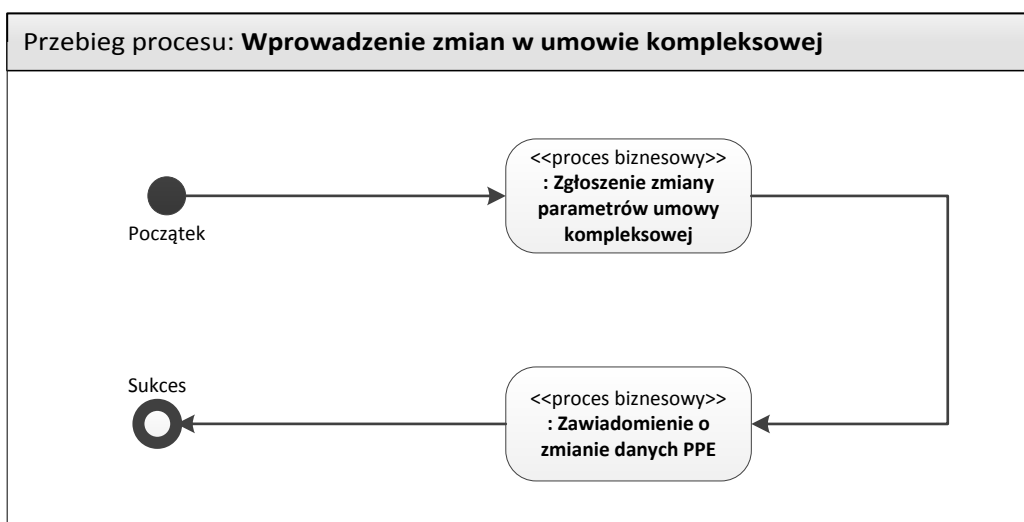 Przebieg procesu: Wprowadzenie zmian w umowie kompleksowej
<<proces biznesowy>>
: Zgłoszenie zmiany
parametrów umowy
kompleksowej
Początek
Sukces
<<proces biznesowy>>
: Zawiadomienie o
zmianie danych PPE